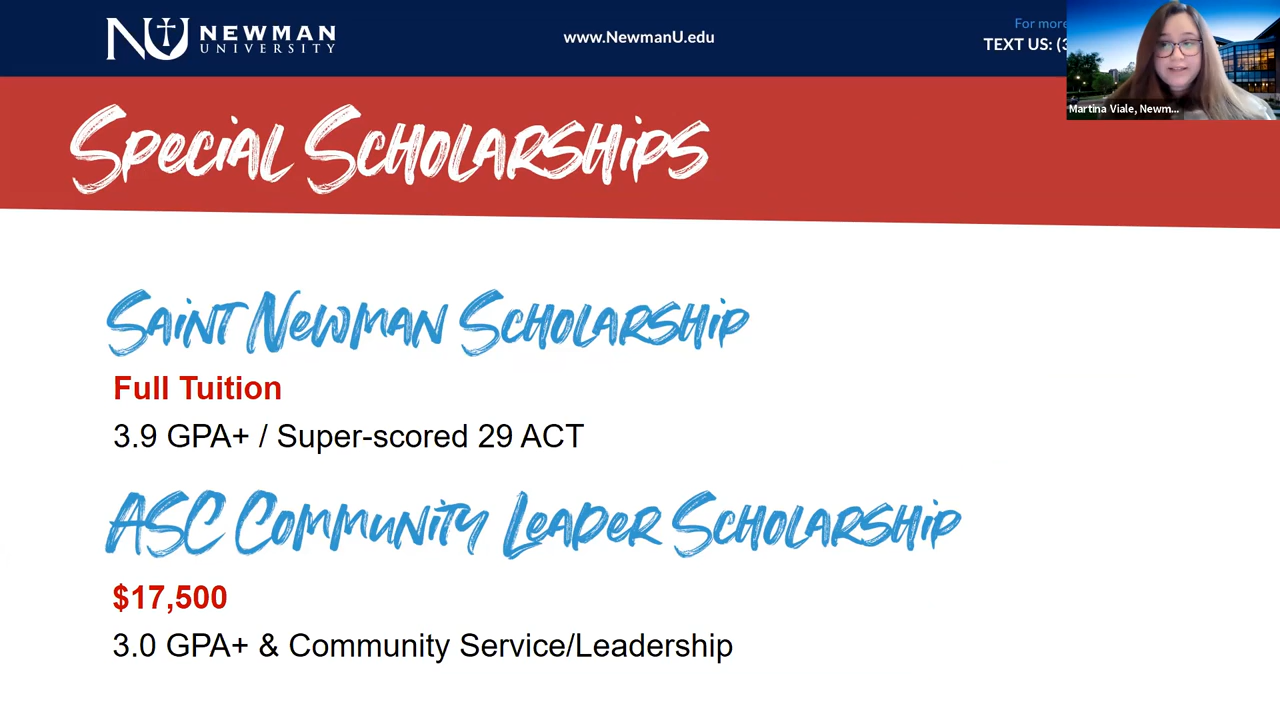 NU NEWMAN
UNIVERSITY
www.NewmanU.edu
For more
TEXT US: (3
Martina Viale, Newm...
Special Scholarships
Saint Newman Scholarship
Full Tuition
3.9 GPA+ / Super-scored 29 ACT
ASC Community Leader Scholarship
$17,500
3.0 GPA+ & Community Service/Leadership